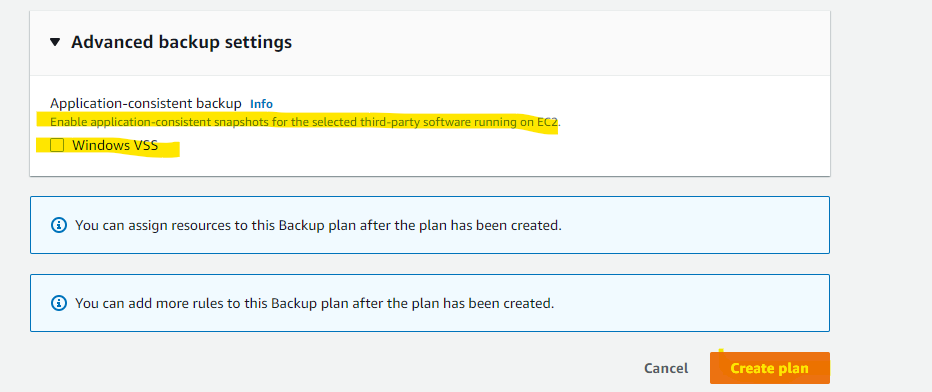 Advanced backup settings
Application-consistent backup Info
Enable application-consistent snapshots for the selected third-party software running on EC2.
Windows VSS
You can assign resources to this Backup plan after the plan has been created.
You can add more rules to this Backup plan after the plan has been created.
Cancel Create plan